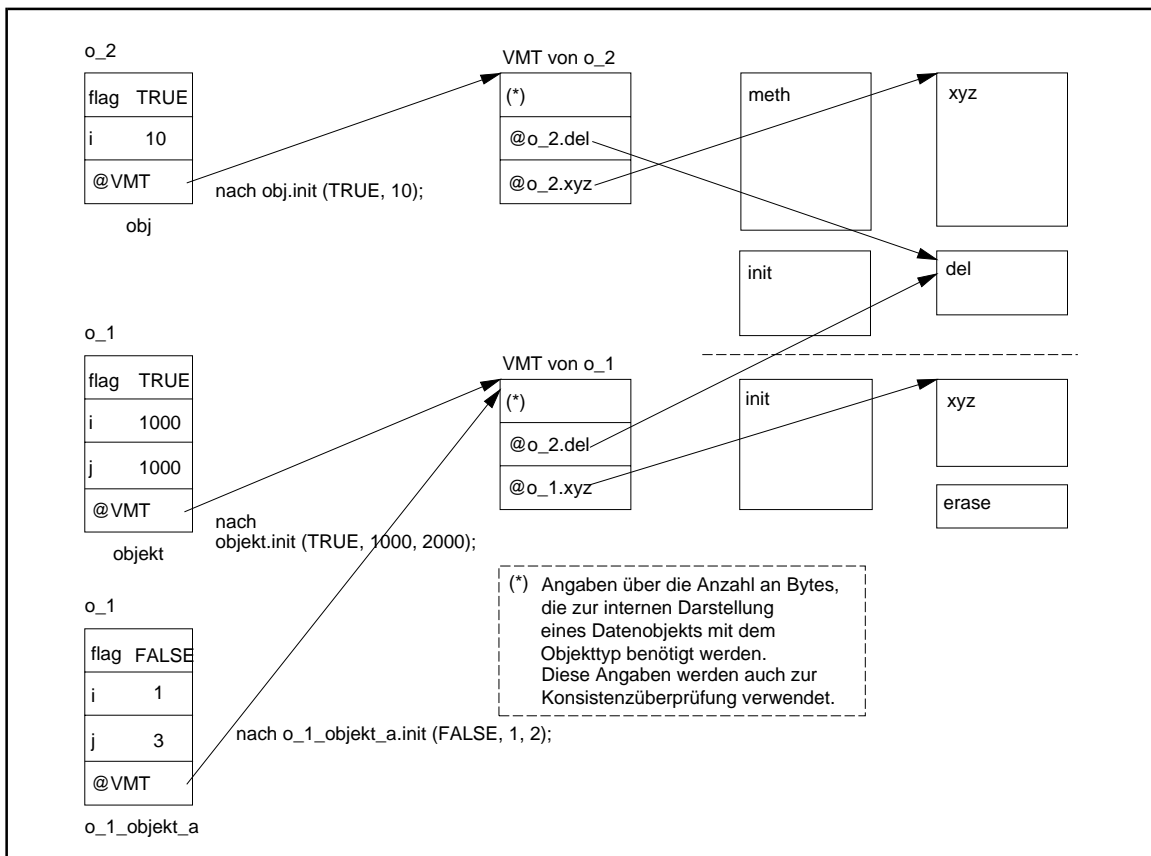 o_2
flag TRUE
i 10
@VMT
obj
nach obj.init (TRUE, 10);
VMT von o_2
(*)
@o_2.del
@o_2.xyz
meth
xyz
init
del
o_1
flag TRUE
i 1000
j 1000
@VMT
objekt
nach
objekt.init (TRUE, 1000, 2000);
VMT von o_1
(*)
@o_2.del
@o_1.xyz
init
xyz
erase
o_1
flag FALSE
i 1
j 3
@VMT
o_1_objekt_a
nach o_1_objekt_a.init (FALSE, 1, 2);
(*) Angaben über die Anzahl an Bytes,
die zur internen Darstellung
eines Datenobjekts mit dem
Objekttyp benötigt werden.
Diese Angaben werden auch zur
Konsistenzüberprüfung verwendet.